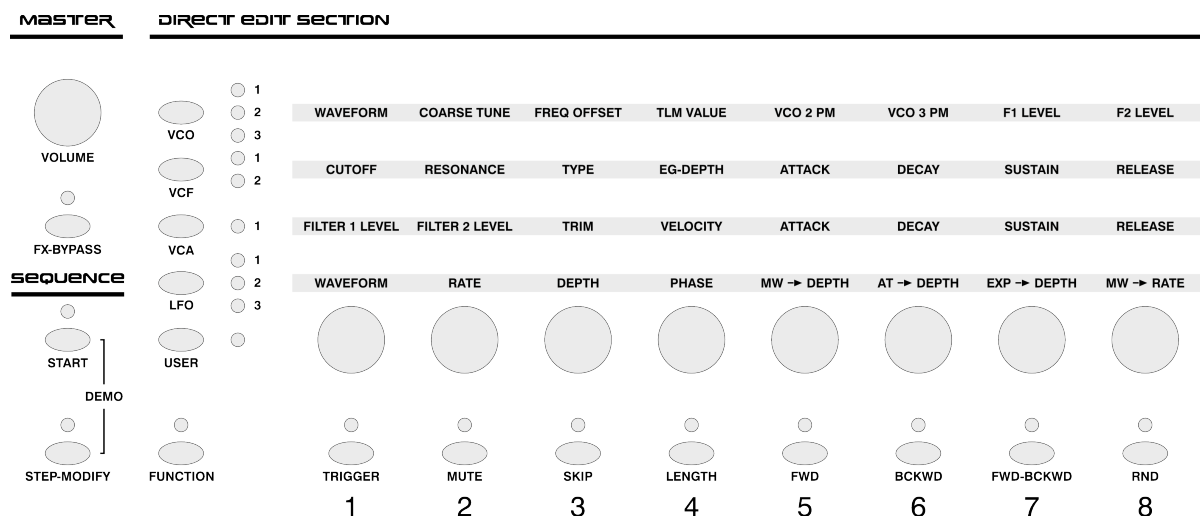 MASTER
DIRECT EDIT SECTION
1
WAVEFORM COARSE TUNE FREQ OFFSET TLM VALUE VCO 2 PM VCO 3 PM F1 LEVEL F2 LEVEL
2
VCO 3
VOLUME
1
CUTOFF RESONANCE TYPE EG-DEPTH ATTACK DECAY SUSTAIN RELEASE
2
VCF
1 FILTER 1 LEVEL FILTER 2 LEVEL TRIM VELOCITY ATTACK DECAY SUSTAIN RELEASE
FX-BYPASS VCA
1
SEQUENCE
2 WAVEFORM RATE DEPTH PHASE MW → DEPTH AT → DEPTH EXP → DEPTH MW → RATE
LFO 3
START USER
DEMO
STEP-MODIFY FUNCTION TRIGGER MUTE SKIP LENGTH FWD BCKWD FWD-BCKWD RND
1 2 3 4 5 6 7 8